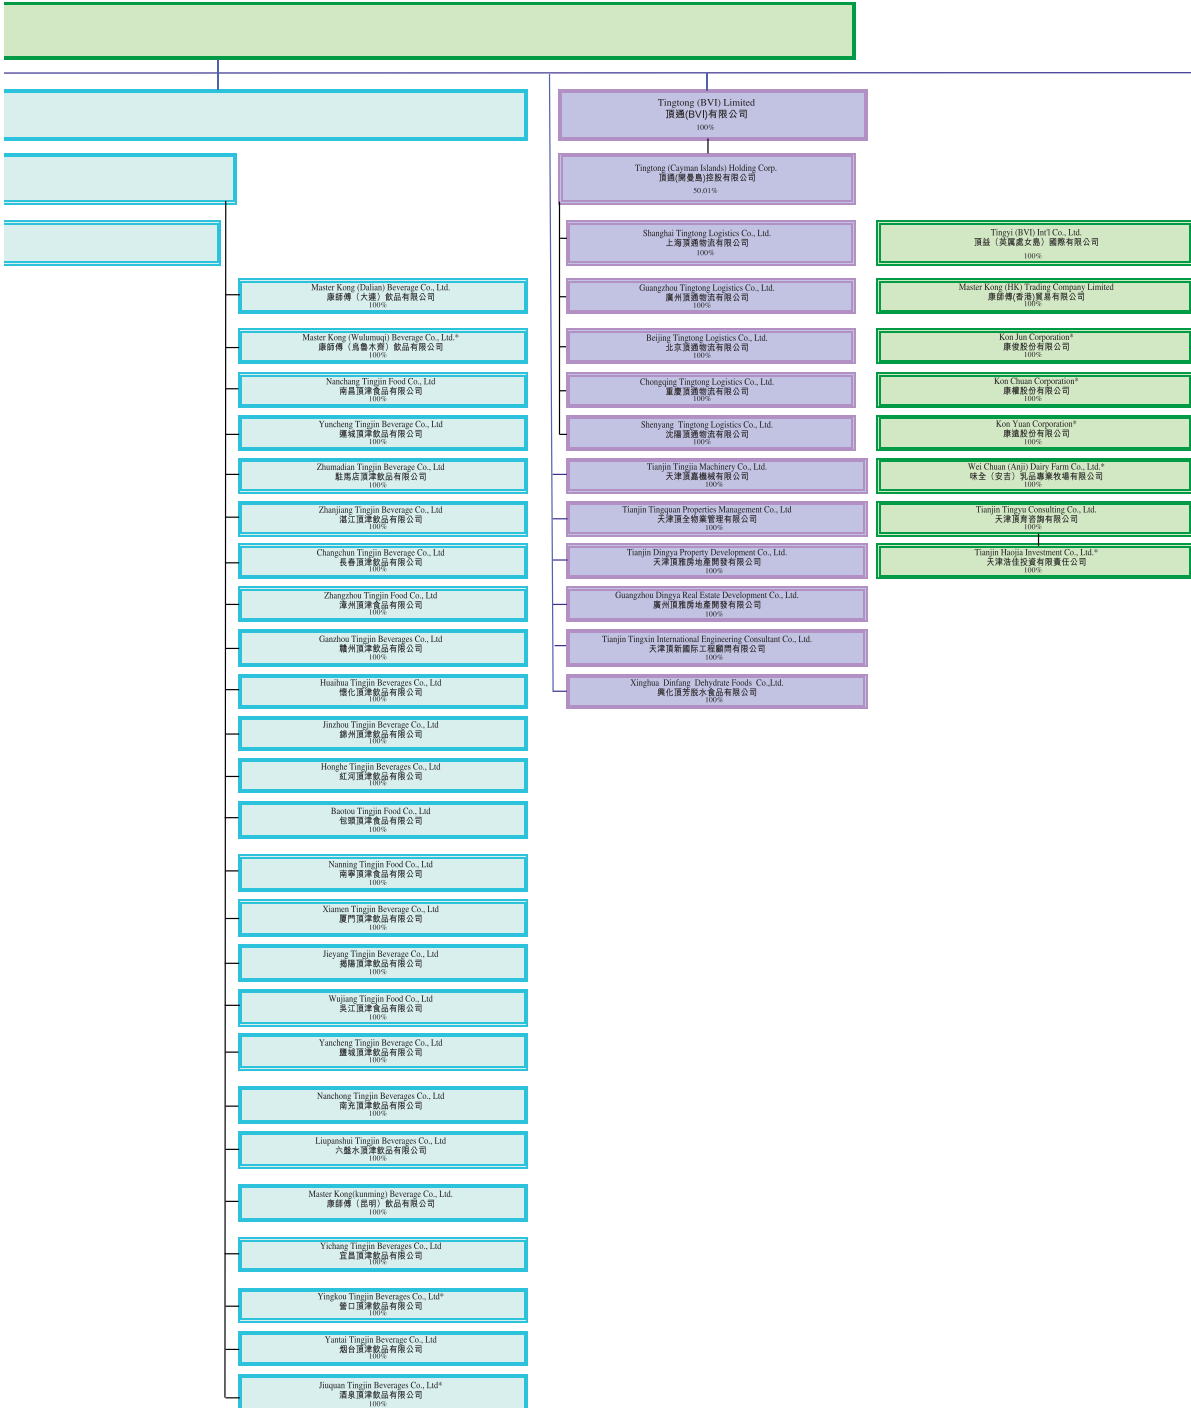 Tingtong (BVI) Limited
頂通(BVI)有限公司
100%
Tingtong (Cayman Islands) Holding Corp.
頂通(開曼島)控股有限公司
50.01%
Master Kong (Dalian) Beverage Co., Ltd.
康師傅（大連）飲品有限公司
100%
Master Kong (Wulumuqi) Beverage Co., Ltd.*
康師傅（烏魯木齊）飲品有限公司
100%
Nanchang Tingjin Food Co., Ltd
南昌頂津食品有限公司
100%
Yuncheng Tingjin Beverage Co., Ltd
運城頂津飲品有限公司
100%
Zhumadian Tingjin Beverage Co., Ltd
駐馬店頂津飲品有限公司
100%
Zhanjiang Tingjin Beverage Co., Ltd
湛江頂津飲品有限公司
100%
Changchun Tingjin Beverage Co., Ltd
長春頂津飲品有限公司
100%
Zhangzhou Tingjin Food Co., Ltd
漳州頂津食品有限公司
100%
Ganzhou Tingjin Beverages Co., Ltd
贛州頂津飲品有限公司
100%
Huaihua Tingjin Beverages Co., Ltd
懷化頂津飲品有限公司
100%
Jinzhou Tingjin Beverage Co., Ltd
錦州頂津飲品有限公司
100%
Honghe Tingjin Beverages Co., Ltd
紅河頂津飲品有限公司
100%
Baotou Tingjin Food Co., Ltd
包頭頂津食品有限公司
100%
Nanning Tingjin Food Co., Ltd
南寧頂津食品有限公司
100%
Xiamen Tingjin Beverage Co., Ltd
厦門頂津飲品有限公司
100%
Jieyang Tingjin Beverage Co., Ltd
揭陽頂津飲品有限公司
100%
Wujiang Tingjin Food Co., Ltd
吳江頂津食品有限公司
100%
Yancheng Tingjin Beverage Co., Ltd
鹽城頂津飲品有限公司
100%
Nanchong Tingjin Beverages Co., Ltd
南充頂津飲品有限公司
100%
Liupanshui Tingjin Beverages Co., Ltd
六盤水頂津飲品有限公司
100%
Master Kong(kunming) Beverage Co., Ltd.
康師傅（昆明）飲品有限公司
100%
Yichang Tingjin Beverages Co., Ltd
宜昌頂津飲品有限公司
100%
Yingkou Tingjin Beverages Co., Ltd*
營口頂津飲品有限公司
100%
Yantai Tingjin Beverage Co., Ltd
烟台頂津飲品有限公司
100%
Jiuquan Tingjin Beverages Co., Ltd*
酒泉頂津飲品有限公司
100%
Shanghai Tingtong Logistics Co., Ltd.
上海頂通物流有限公司
100%
Guangzhou Tingtong Logistics Co., Ltd.
廣州頂通物流有限公司
100%
Beijing Tingtong Logistics Co., Ltd.
北京頂通物流有限公司
100%
Chongqing Tingtong Logistics Co., Ltd.
重慶頂通物流有限公司
100%
Shenyang Tingtong Logistics Co., Ltd.
沈陽頂通物流有限公司
100%
Tianjin Tingjia Machinery Co., Ltd.
天津頂嘉機械有限公司
100%
Tianjin Tingquan Properties Management Co., Ltd
天津頂全物業管理有限公司
100%
Tianjin Dingya Property Development Co., Ltd.
天津頂雅房地產開發有限公司
100%
Guangzhou Dingya Real Estate Development Co., Ltd.
廣州頂雅房地產開發有限公司
100%
Tianjin Tingxin International Engineering Consultant Co., Ltd.
天津頂新國际工程顧問有限公司
100%
Xinghua Dinfang Dehydrate Foods Co.,Ltd.
興化頂芳脱水食品有限公司
100%
Tingyi (BVI) Int'l Co., Ltd.
頂益（英属處女島）國際有限公司
100%
Master Kong (HK) Trading Company Limited
康師傅(香港)貿易有限公司
100%
Kon Jun Corporation*
康俊股份有限公司
100%
Kon Chuan Corporation*
康權股份有限公司
100%
Kon Yuan Corporation*
康遠股份有限公司
100%
Wei Chuan (Anji) Dairy Farm Co., Ltd.*
味全（安吉）乳品專業牧場有限公司
100%
Tianjin Tingyu Consulting Co., Ltd.
天津頂育咨詢有限公司
100%
Tianjin Haojia Investment Co., Ltd.*
天津浩佳投資有限責任公司
100%